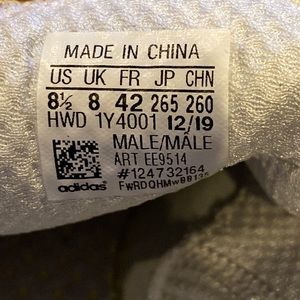 MADE IN CHINA
US UK FR JP CHN
8½ 8 42 265 260
HWD 1Y4001 12/19
MALE/MÂLE
ART EE9514
#124732164
adidas